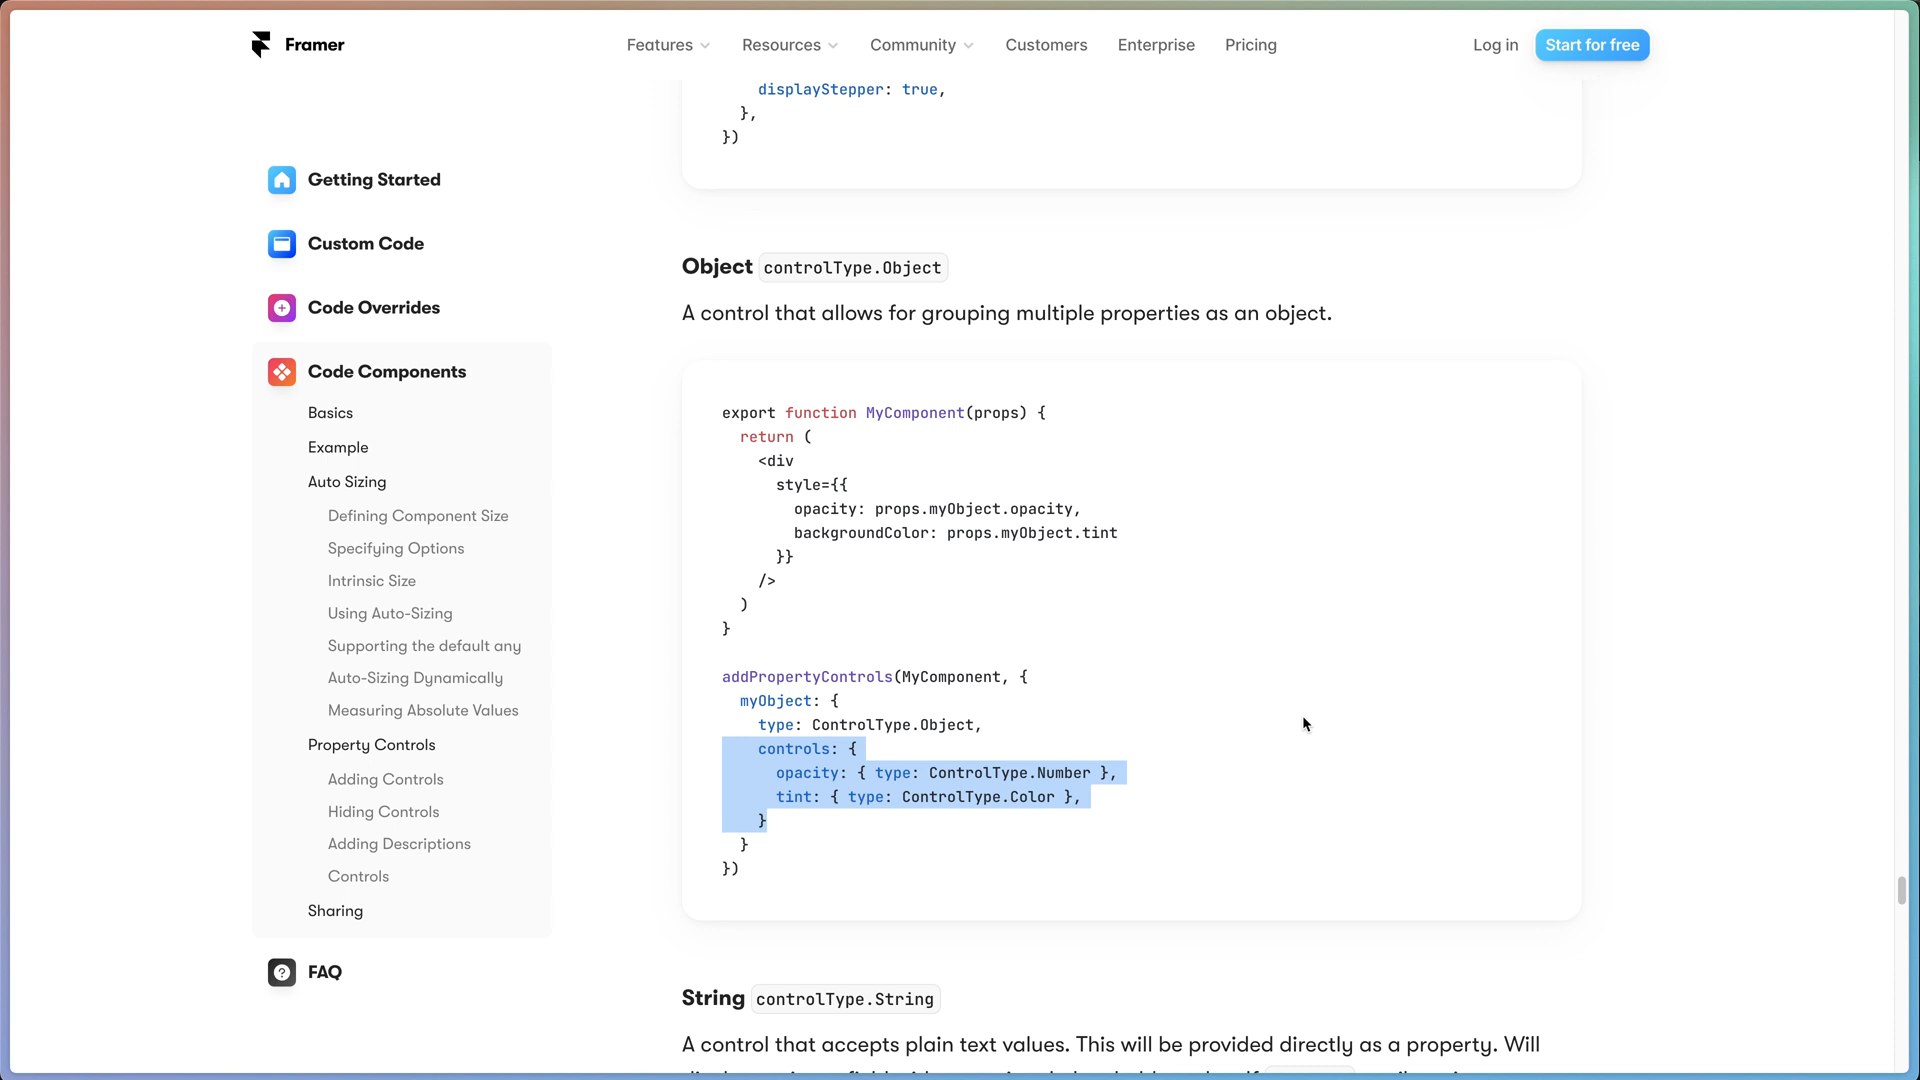 Framer
Features
Resources
Community
Customers
Enterprise
Pricing
Log in
Start for free
Getting Started
Custom Code
Code Overrides
Code Components
Basics
Example
Auto Sizing
Defining Component Size
Specifying Options
Intrinsic Size
Using Auto-Sizing
Supporting the default any
Auto-Sizing Dynamically
Measuring Absolute Values
Property Controls
Adding Controls
Hiding Controls
Adding Descriptions
Controls
Sharing
FAQ
displayStepper: true,
},
})
Object controlType.Object
A control that allows for grouping multiple properties as an object.
export function MyComponent(props) {
return (
<div
style={{
opacity: props.myObject.opacity,
backgroundColor: props.myObject.tint
}}
/>
)
}
addPropertyControls(MyComponent, {
myObject: {
type: ControlType.Object,
controls: {
opacity: { type: ControlType.Number },
tint: { type: ControlType.Color },
}
}
})
String controlType.String
A control that accepts plain text values. This will be provided directly as a property. Will